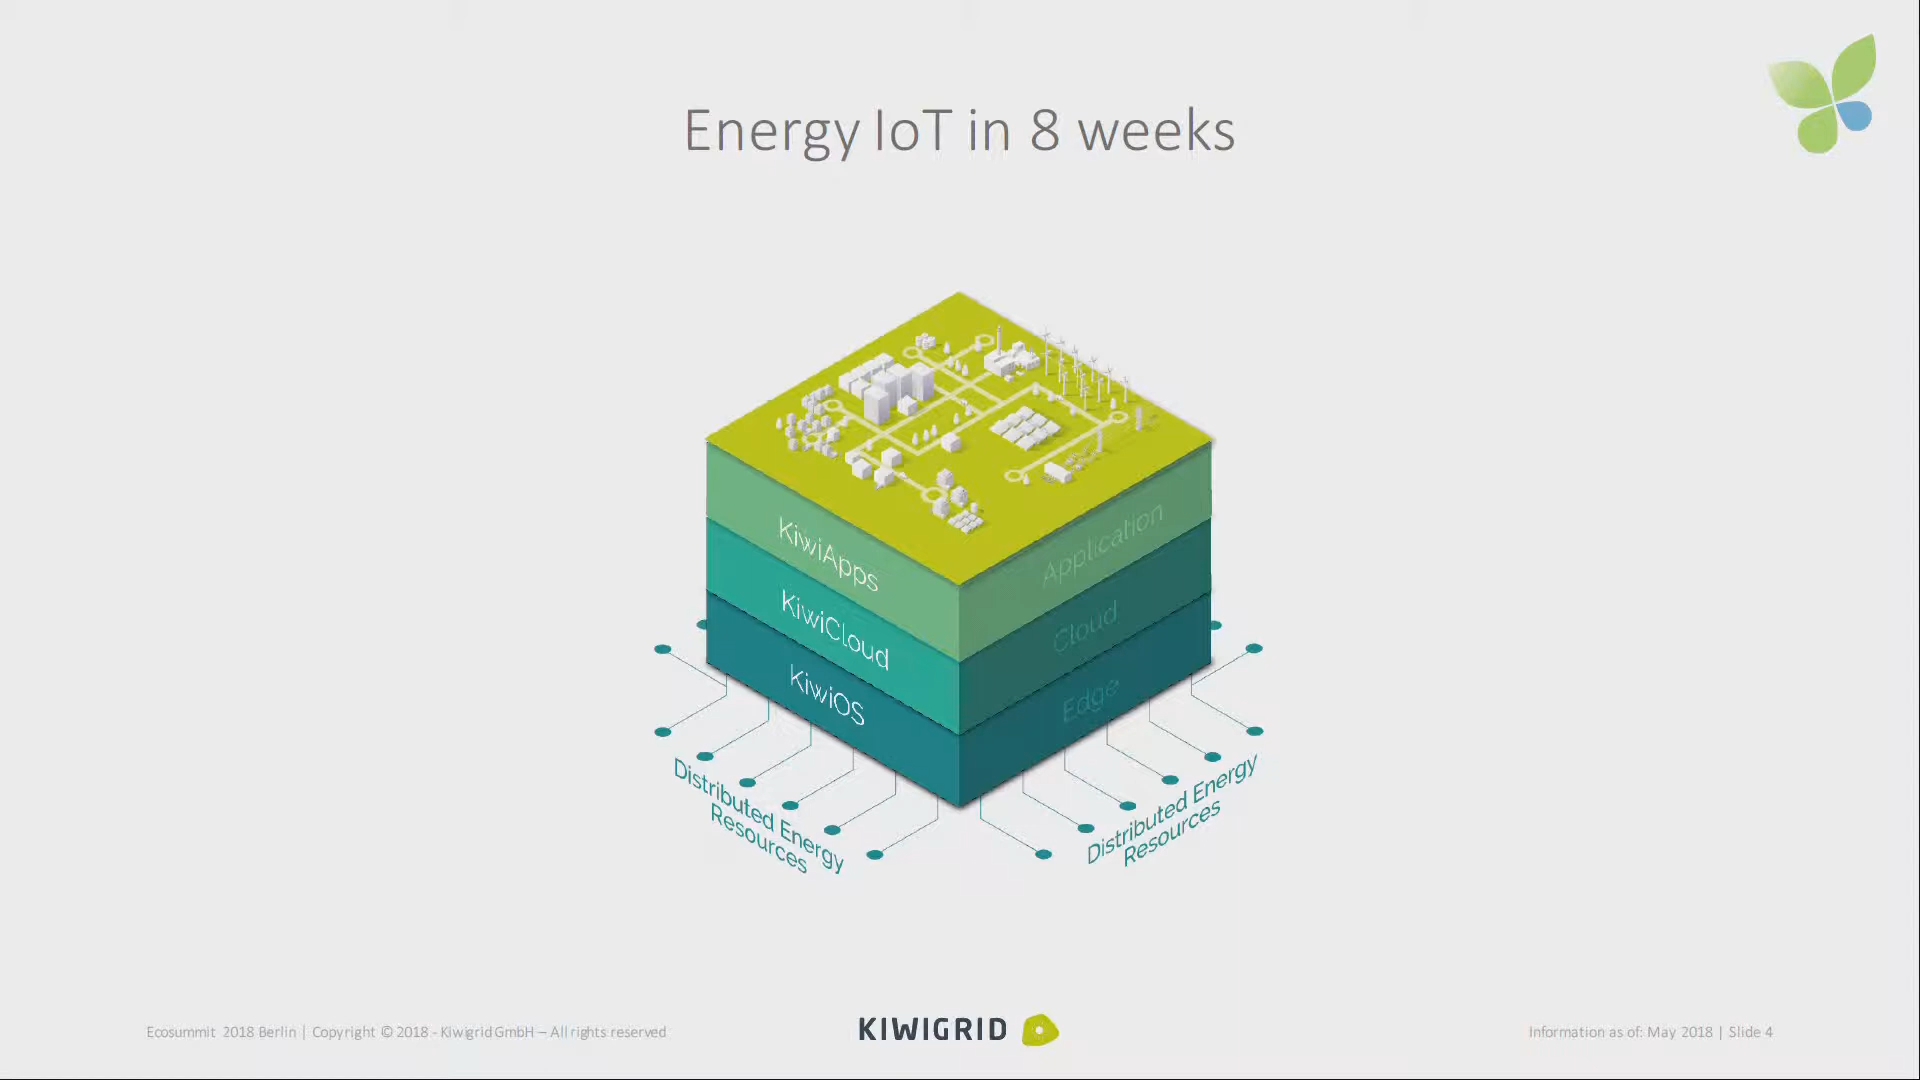 Energy IoT in 8 weeks
KiwiApps
Application
KiwiCloud
Cloud
KiwiOS
Edge
Distributed Energy
Resources
Distributed Energy
Resources
Ecosummit 2018 Berlin | Copyright © 2018 - Kiwigrid GmbH – All rights reserved
KIWIGRID
Information as of: May 2018 | Slide 4